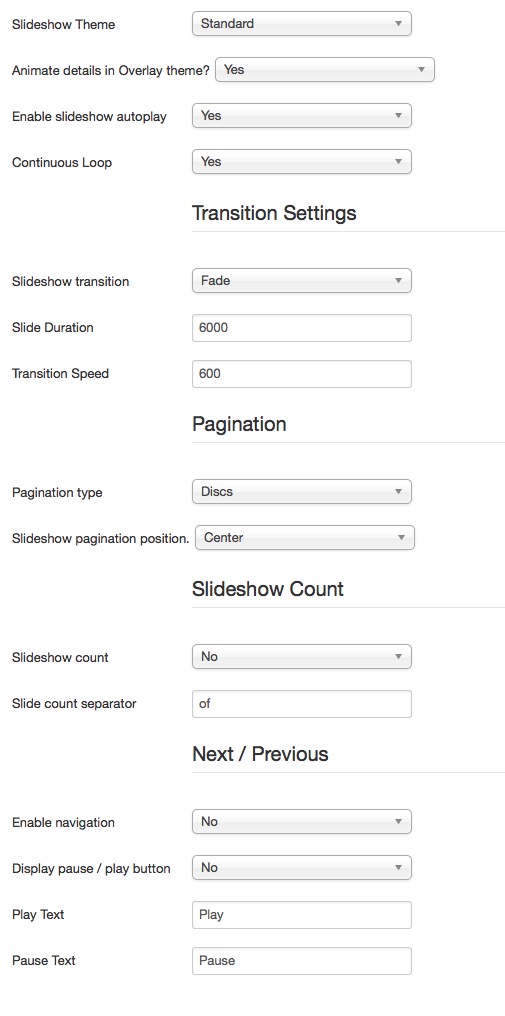 Slideshow Theme Standard
Animate details in Overlay theme? Yes
Enable slideshow autoplay Yes
Continuous Loop Yes
Transition Settings
Slideshow transition Fade
Slide Duration 6000
Transition Speed 600
Pagination
Pagination type Discs
Slideshow pagination position. Center
Slideshow Count
Slideshow count No
Slide count separator of
Next / Previous
Enable navigation No
Display pause / play button No
Play Text Play
Pause Text Pause